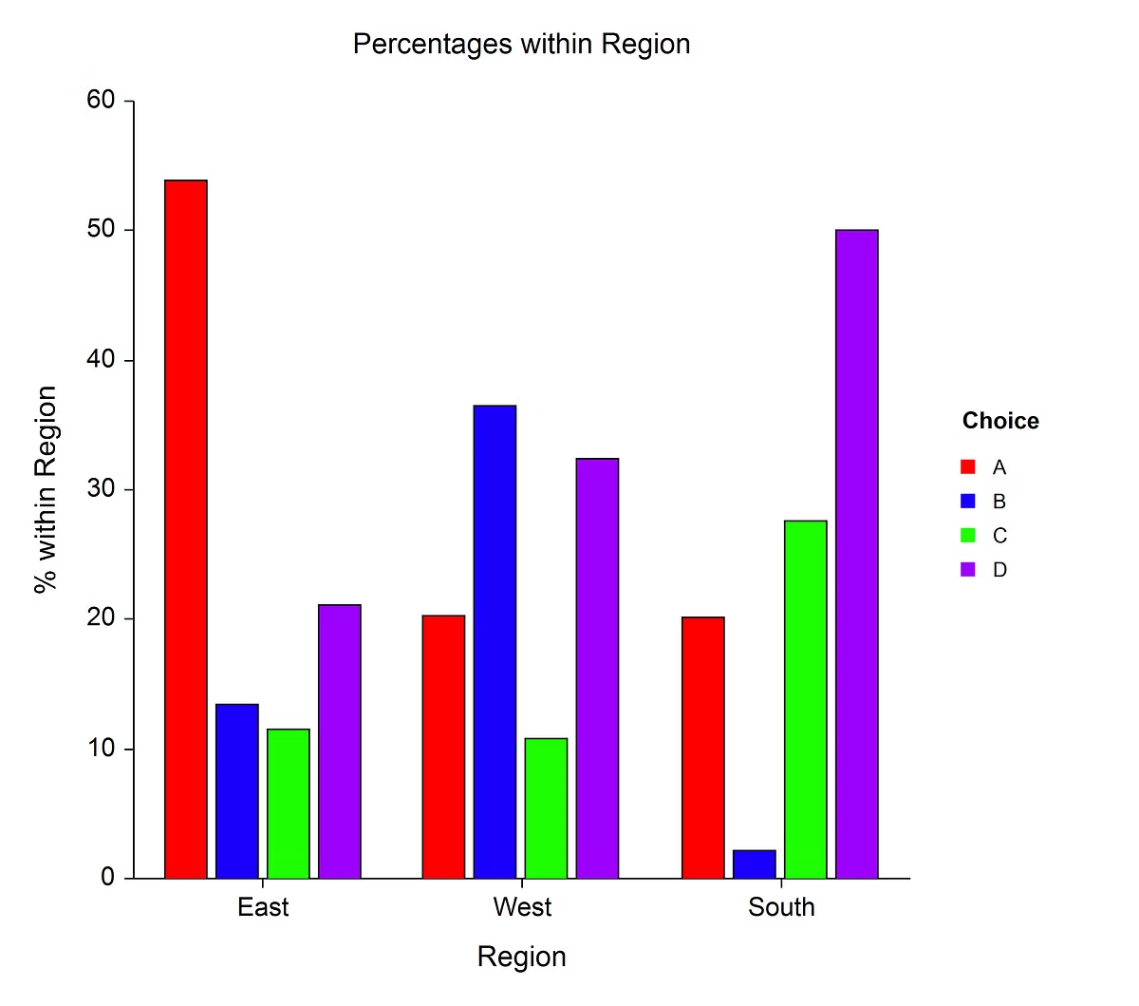 Percentages within Region
60
50
40
30
20
10
0
% within Region
East West South
Region
Choice
A
B
C
D